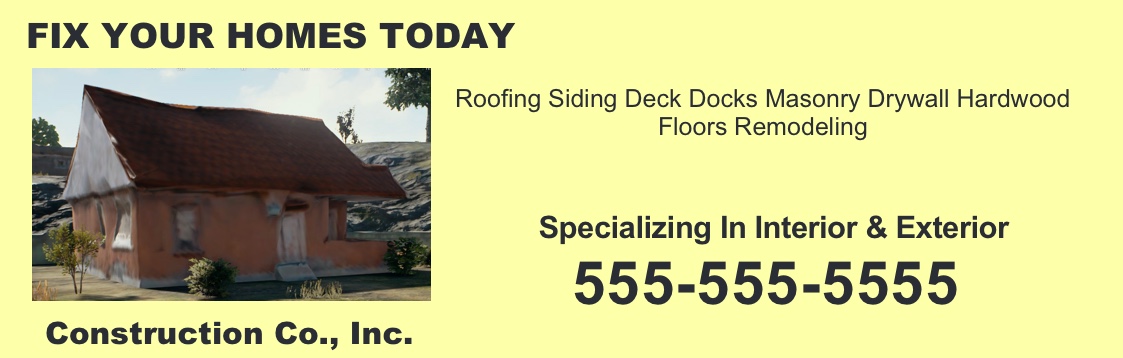 FIX YOUR HOMES TODAY
Roofing Siding Deck Docks Masonry Drywall Hardwood
Floors Remodeling
Specializing In Interior & Exterior
555-555-5555
Construction Co., Inc.